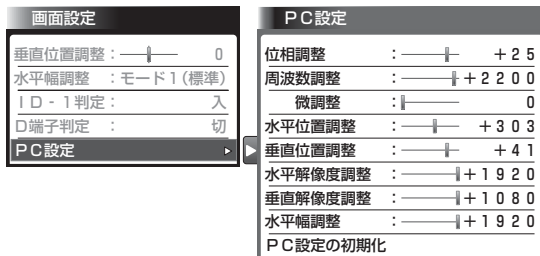 画面設定
垂直位置調整： 0
水平幅調整：モード1(標準)
ID-1判定： 入
D端子判定 ： 切
PC設定
PC設定
位相調整 ： +25
周波数調整 ： +2200
微調整 ： 0
水平位置調整 ： +303
垂直位置調整 ： +41
水平解像度調整 ： +1920
垂直解像度調整 ： +1080
水平幅調整 ： +1920
PC設定の初期化